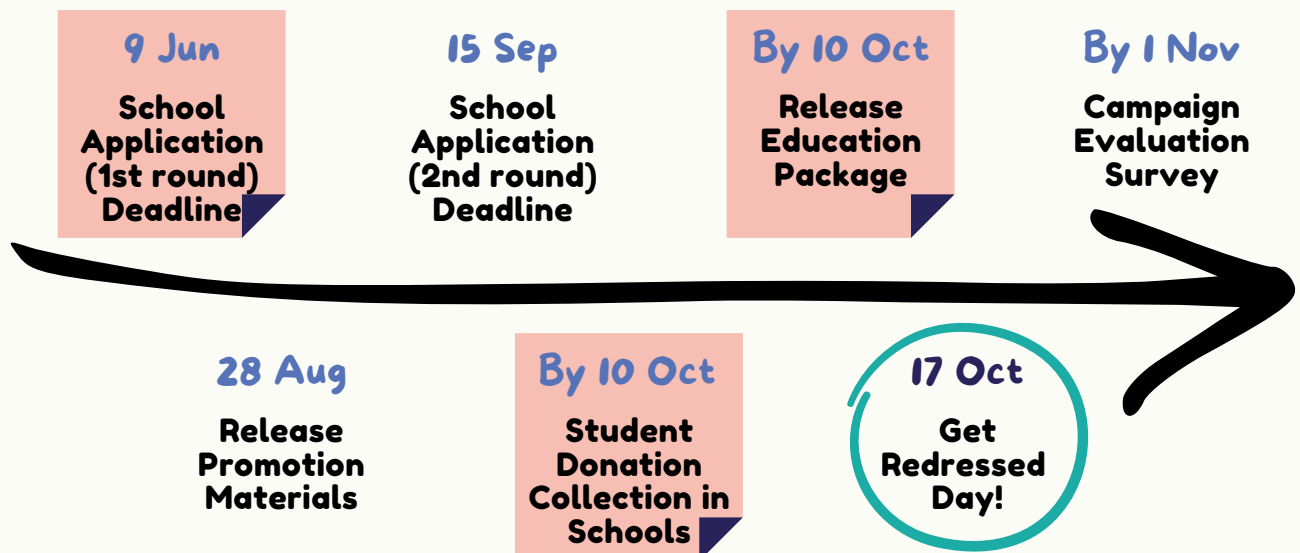 9 Jun
School
Application
(1st round)
Deadline
15 Sep
School
Application
(2nd round)
Deadline
By 10 Oct
Release
Education
Package
By 1 Nov
Campaign
Evaluation
Survey
28 Aug
Release
Promotion
Materials
By 10 Oct
Student
Donation
Collection in
Schools
17 Oct
Get
Redressed
Day!